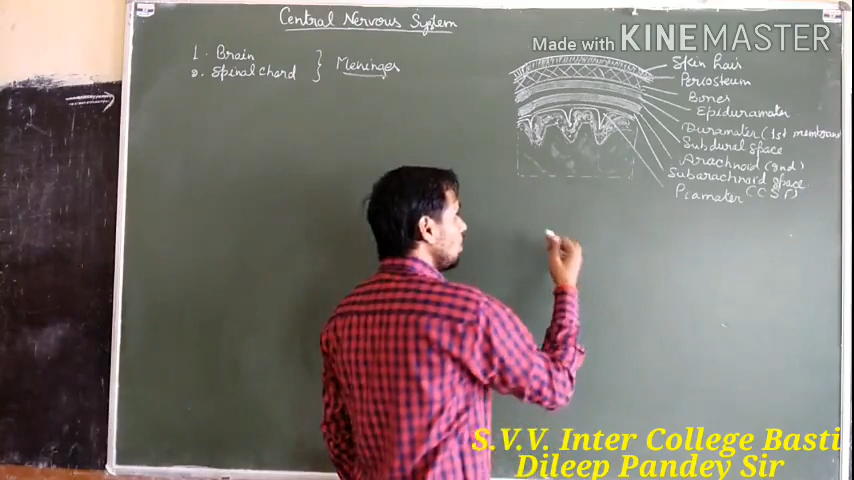 Central Nervous System
Made with KINEMASTER
1. Brain
2. Spinal Chord
} Meninges
Skin hair
Periosteum
Bones
Epiduramater
Duramater (1st membrane
Subdural space
Arachnoid (2nd)
Subarachnoid space
(CSF)
Piamater
S.V.V. Inter College Basti
Dileep Pandey Sir